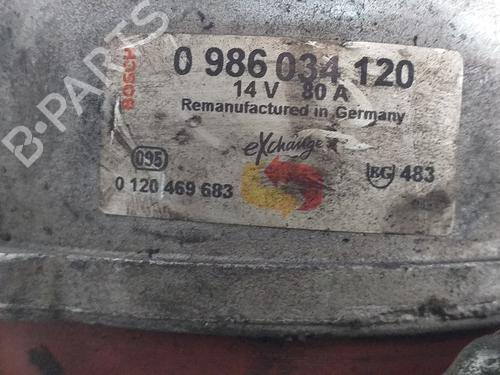 BOSCH
0 986 034 120
14 V 80 A
Remanufactured in Germany
eXchange
095
0 120 469 683
BG 483
B-PARTS